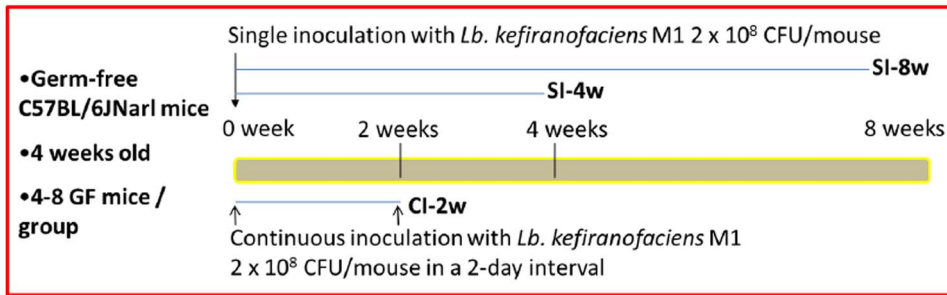 Single inoculation with Lb. kefiranofaciens M1 2 x 10⁸ CFU/mouse
SI-8w
SI-4w
•Germ-free
C57BL/6JNarl mice
•4 weeks old
•4-8 GF mice /
group
0 week 2 weeks 4 weeks 8 weeks
CI-2w
Continuous inoculation with Lb. kefiranofaciens M1
2 x 10⁸ CFU/mouse in a 2-day interval